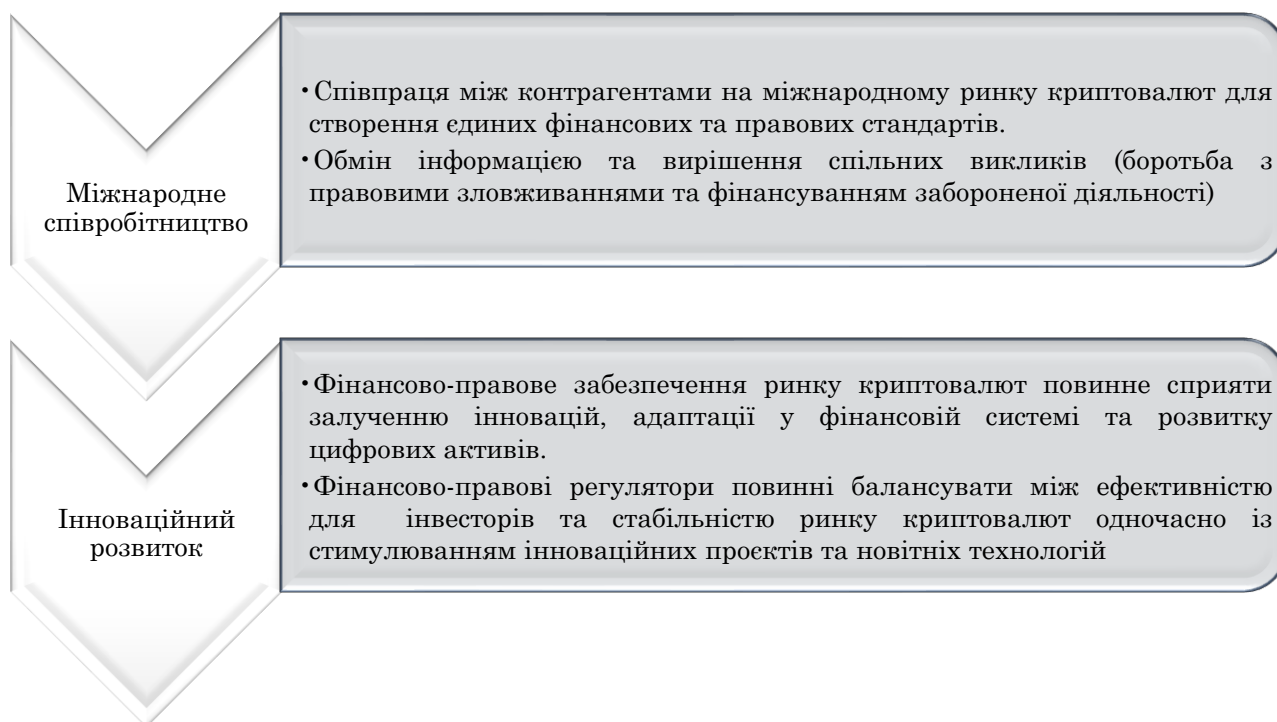 Міжнародне
співробітництво
•Співпраця між контрагентами на міжнародному ринку криптовалют для
створення єдиних фінансових та правових стандартів.
•Обмін інформацією та вирішення спільних викликів (боротьба з
правовими зловживаннями та фінансуванням забороненої діяльності)
Інноваційний
розвиток
•Фінансово-правове забезпечення ринку криптовалют повинне сприяти
залученню інновацій, адаптації у фінансовій системі та розвитку
цифрових активів.
•Фінансово-правові регулятори повинні балансувати між ефективністю
для інвесторів та стабільністю ринку криптовалют одночасно із
стимулюванням інноваційних проєктів та новітніх технологій